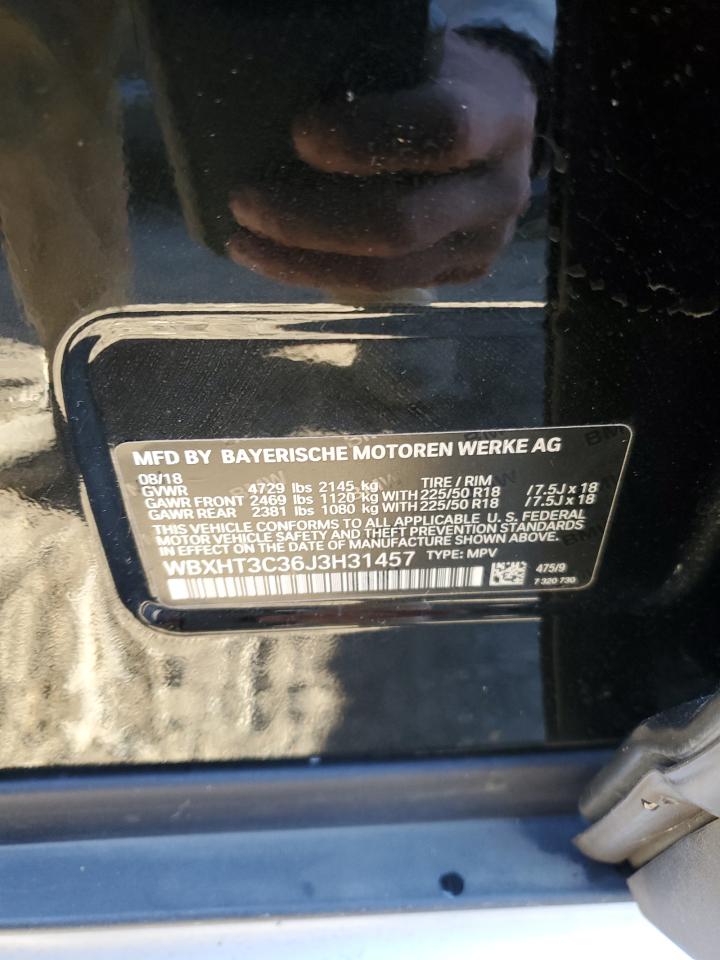 MFD BY BAYERISCHE MOTOREN WERKE AG
08/18 TIRE / RIM
GVWR 4729 lbs 2145 kg
GAWR FRONT 2469 lbs 1120 kg WITH 225/50 R18 /7.5J x 18
GAWR REAR 2381 lbs 1080 kg WITH 225/50 R18 /7.5J x 18
THIS VEHICLE CONFORMS TO ALL APPLICABLE U. S. FEDERAL
MOTOR VEHICLE SAFETY AND THEFT PREVENTION STANDARDS
IN EFFECT ON THE DATE OF MANUFACTURE SHOWN ABOVE.
WBXHT3C36J3H31457 TYPE: MPV
475/9
7 320 730